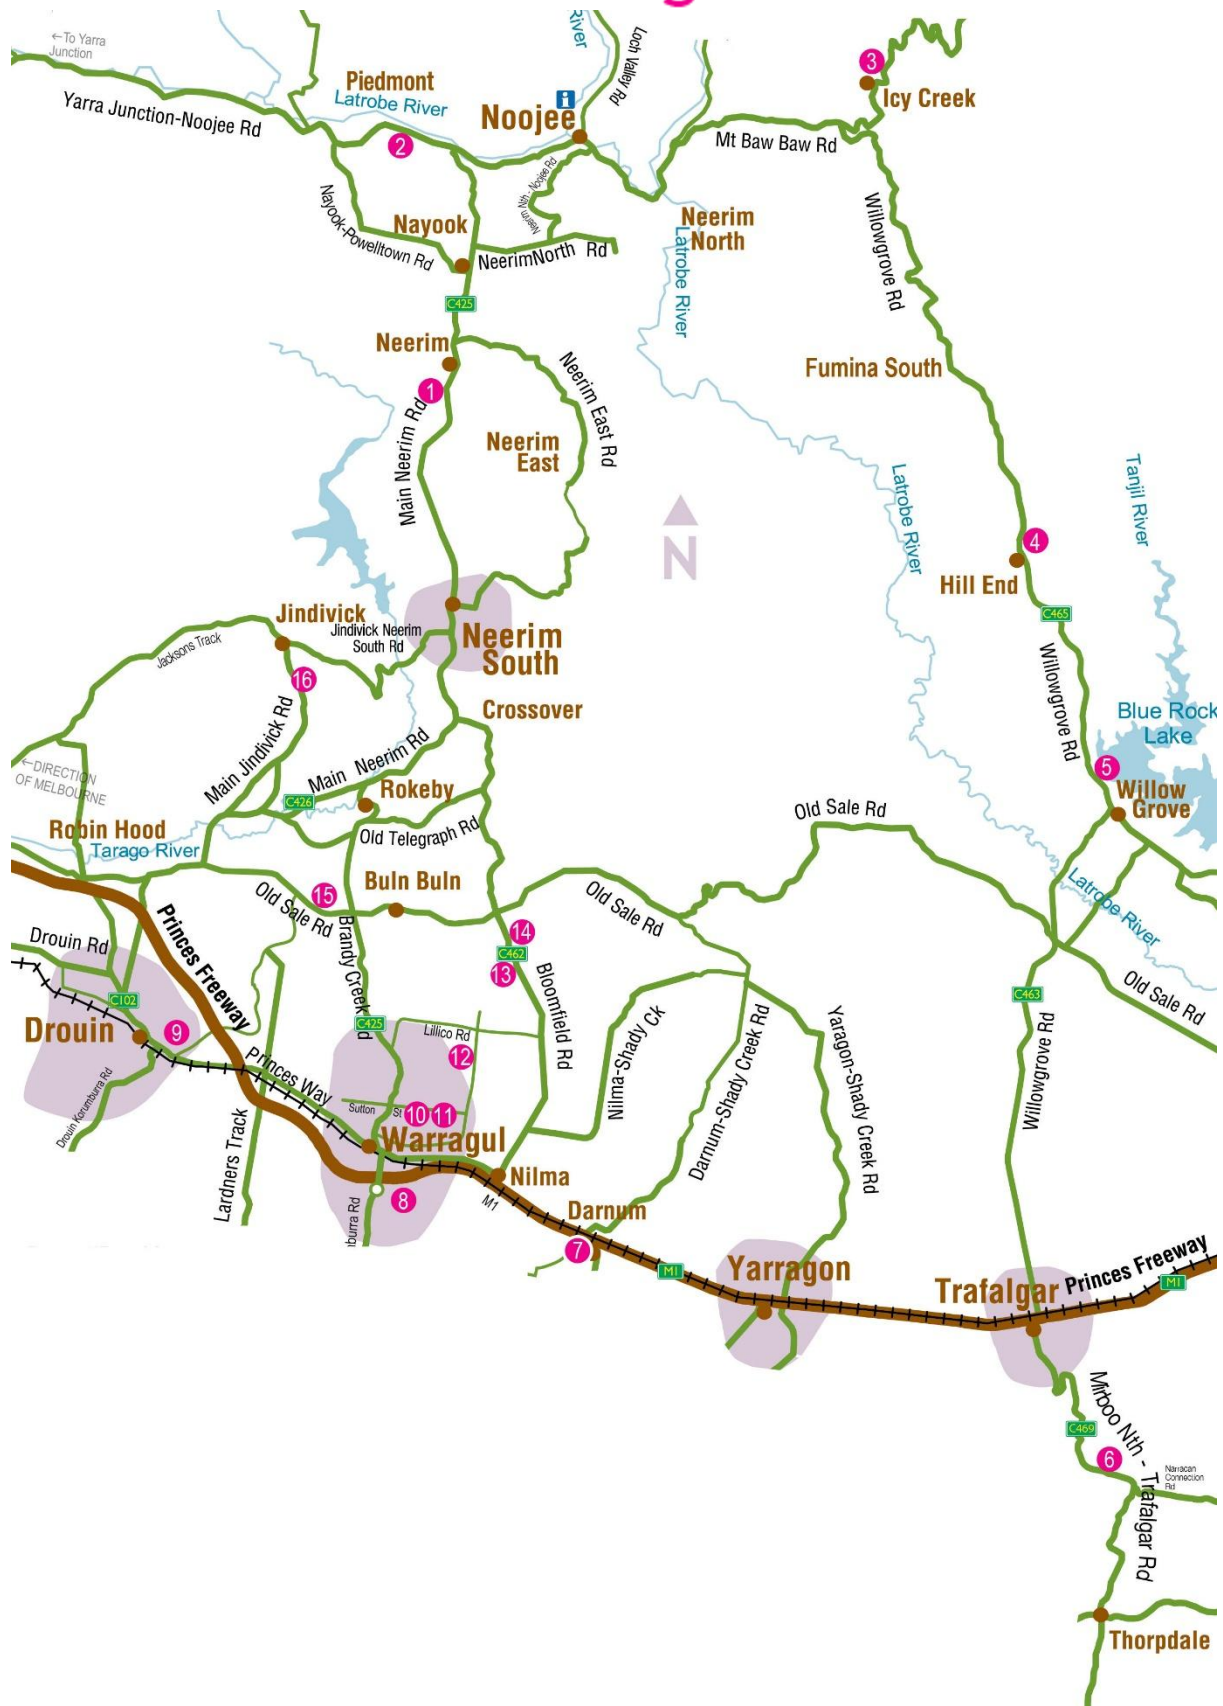 ←To Yarra
Junction
River
Loch Valley Rd
3
Icy Creek
Piedmont
Latrobe River
Noojee
Yarra Junction-Noojee Rd
2
Mt Baw Baw Rd
Neerim Nth - Noojee Rd
Nayook-Powelltown Rd
Nayook
NeerimNorth Rd
Neerim
North
Latrobe River
Willowgrove Rd
C425
Neerim
Fumina South
1
Neerim East Rd
Main Neerim Rd
Neerim
East
N
Latrobe River
Tanjil River
4
Hill End
C465
Jindivick
Jindivick Neerim
South Rd
Neerim
South
Jacksons Track
16
Willowgrove Rd
Crossover
Blue Rock
Lake
←DIRECTION
OF MELBOURNE
Main Jindivick Rd
Main Neerim Rd
C426
Rokeby
5
Willow
Grove
Old Sale Rd
Robin Hood
Tarago River
Old Telegraph Rd
Buln Buln
15
Old Sale Rd
Old Sale Rd
Latrobe River
Princes Freeway
Drouin Rd
Brandy Creek Rd
14
C462
13
Bloomfield Rd
C463
Old Sale Rd
C102
Drouin
9
C425
Lillico Rd
12
Nilma-Shady Ck
Darnum-Shady Creek Rd
Yaragon-Shady Creek Rd
Willowgrove Rd
Princes Way
Drouin Korumburra Rd
Lardners Track
Sutton St
10
11
Warragul
Nilma
8
M1
burra Rd
Darnum
7
M1
Yarragon
Trafalgar
Princes Freeway
M1
Mirboo Nth - Trafalgar Rd
C469
6
Narracan
Connection
Rd
Thorpdale